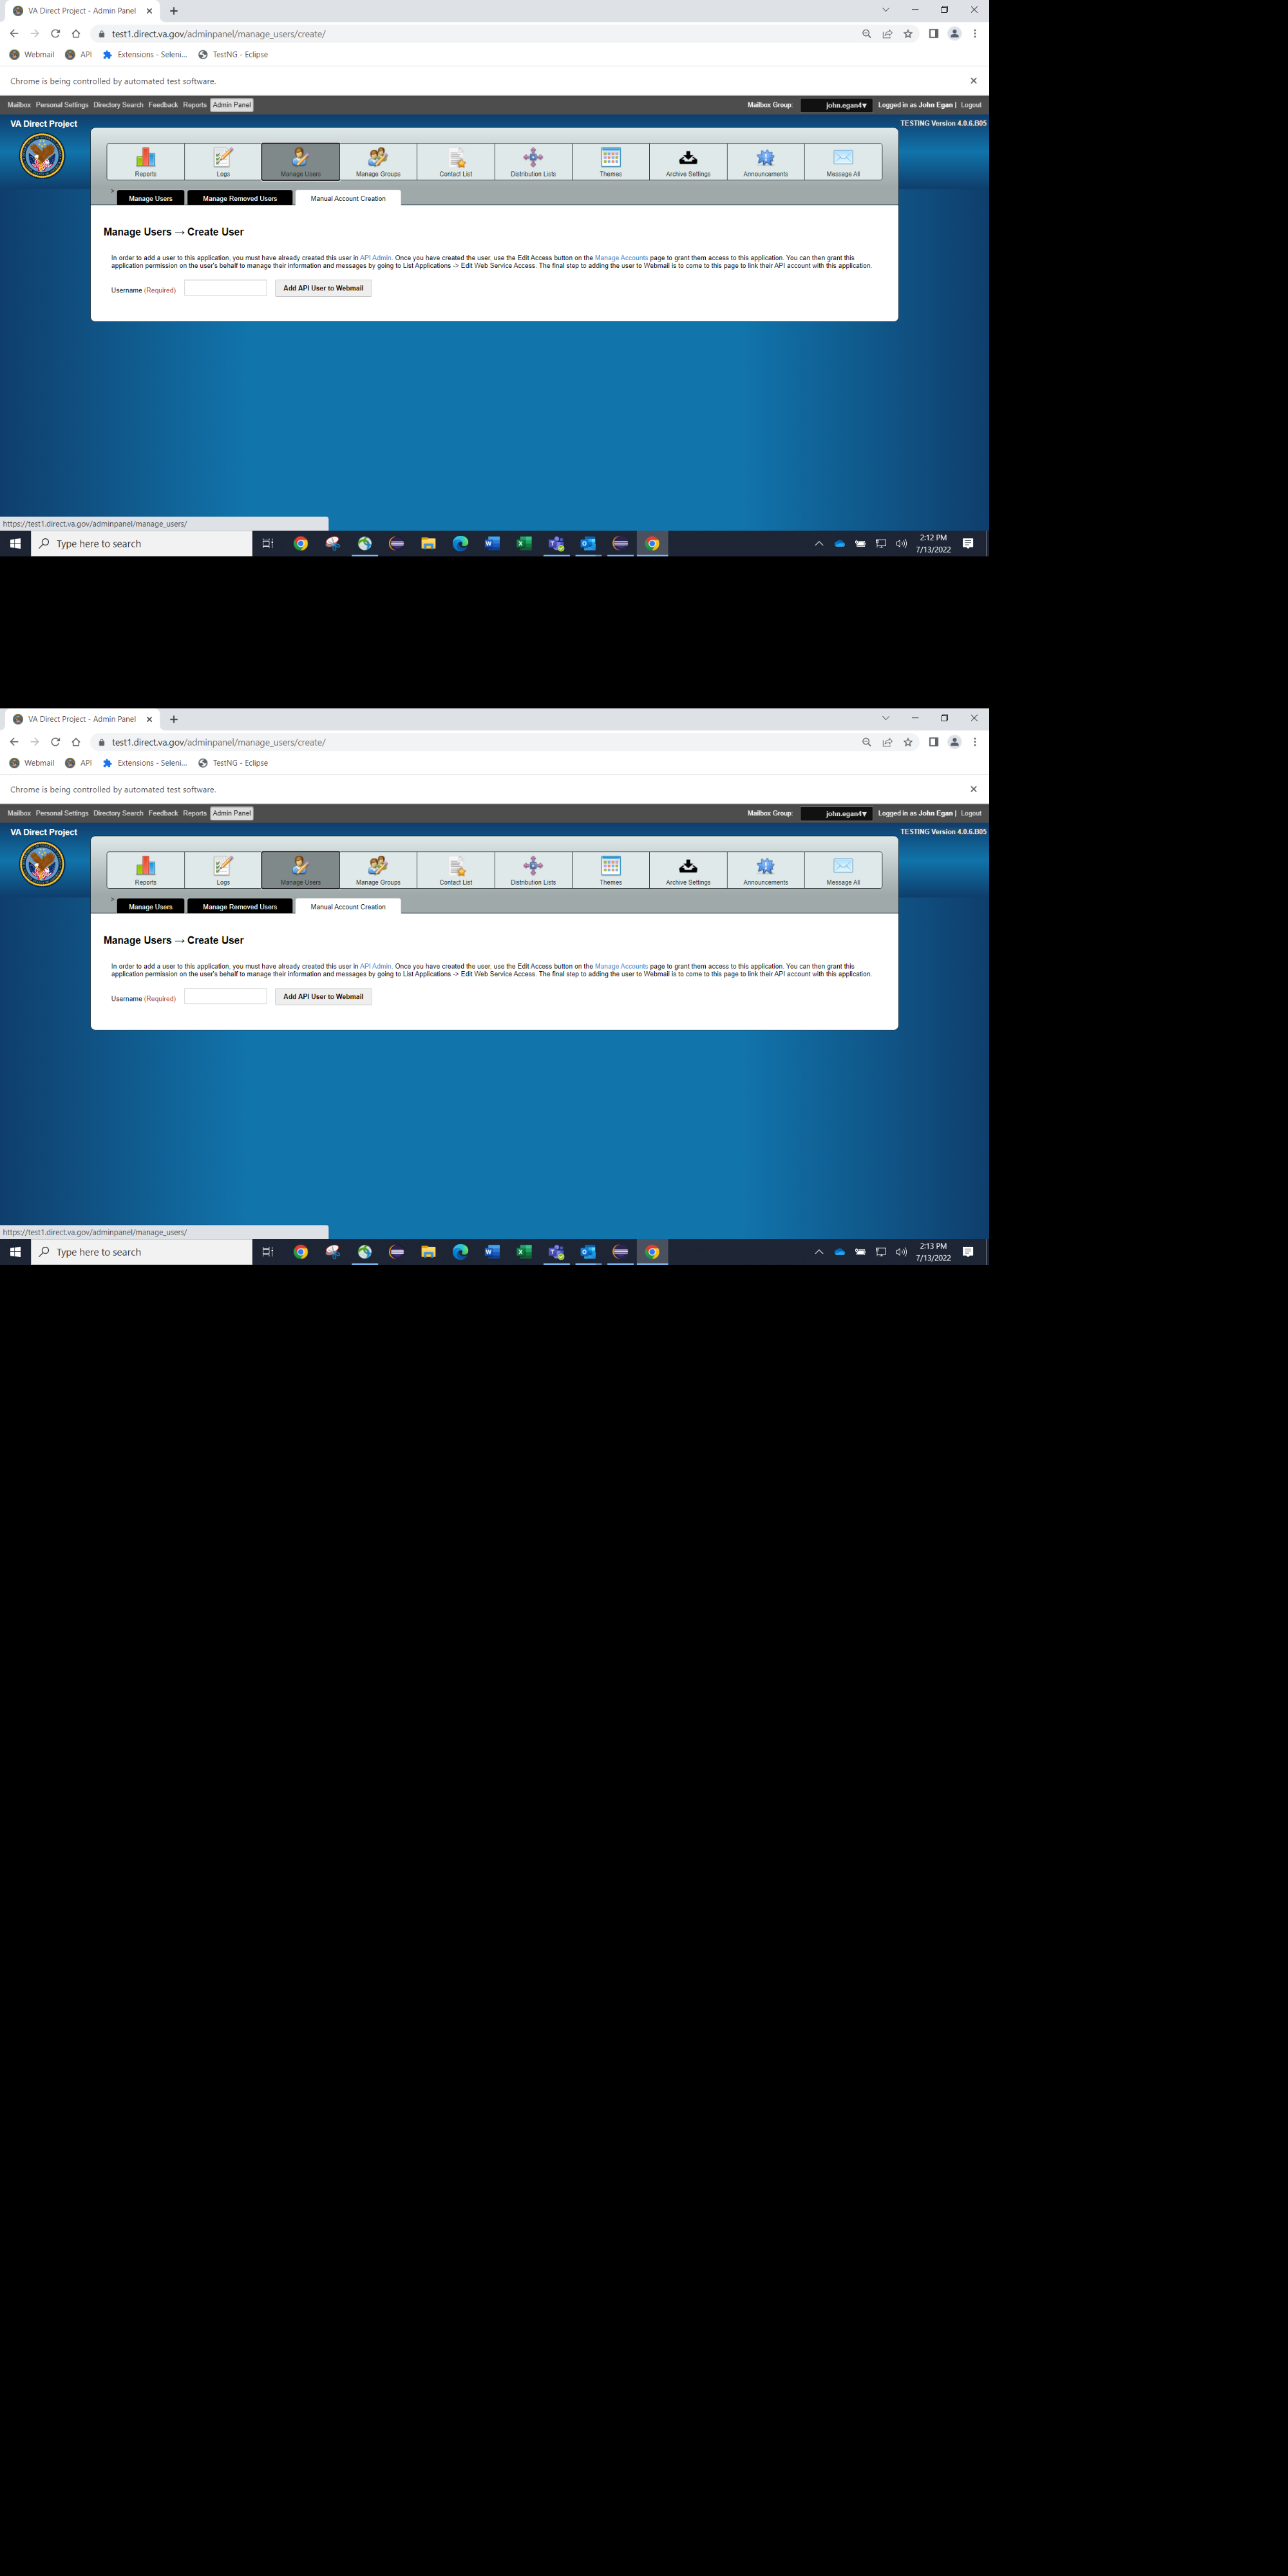 VA Direct Project - Admin Panel
test1.direct.va.gov/adminpanel/manage_users/create/
Webmail API Extensions - Seleni... TestNG - Eclipse
Chrome is being controlled by automated test software.
Mailbox Personal Settings Directory Search Feedback Reports Admin Panel Mailbox Group: john.egan4▾ Logged in as John Egan | Logout
VA Direct Project TESTING Version 4.0.6.B05
Reports Logs Manage Users Manage Groups Contact List Distribution Lists Themes Archive Settings Announcements Message All
> Manage Users Manage Removed Users Manual Account Creation
Manage Users → Create User
In order to add a user to this application, you must have already created this user in API Admin. Once you have created the user, use the Edit Access button on the Manage Accounts page to grant them access to this application. You can then grant this
application permission on the user's behalf to manage their information and messages by going to List Applications -> Edit Web Service Access. The final step to adding the user to Webmail is to come to this page to link their API account with this application.
Username (Required) Add API User to Webmail
https://test1.direct.va.gov/adminpanel/manage_users/
Type here to search 2:12 PM
7/13/2022
VA Direct Project - Admin Panel
test1.direct.va.gov/adminpanel/manage_users/create/
Webmail API Extensions - Seleni... TestNG - Eclipse
Chrome is being controlled by automated test software.
Mailbox Personal Settings Directory Search Feedback Reports Admin Panel Mailbox Group: john.egan4▾ Logged in as John Egan | Logout
VA Direct Project TESTING Version 4.0.6.B05
Reports Logs Manage Users Manage Groups Contact List Distribution Lists Themes Archive Settings Announcements Message All
> Manage Users Manage Removed Users Manual Account Creation
Manage Users → Create User
In order to add a user to this application, you must have already created this user in API Admin. Once you have created the user, use the Edit Access button on the Manage Accounts page to grant them access to this application. You can then grant this
application permission on the user's behalf to manage their information and messages by going to List Applications -> Edit Web Service Access. The final step to adding the user to Webmail is to come to this page to link their API account with this application.
Username (Required) Add API User to Webmail
https://test1.direct.va.gov/adminpanel/manage_users/
Type here to search 2:13 PM
7/13/2022